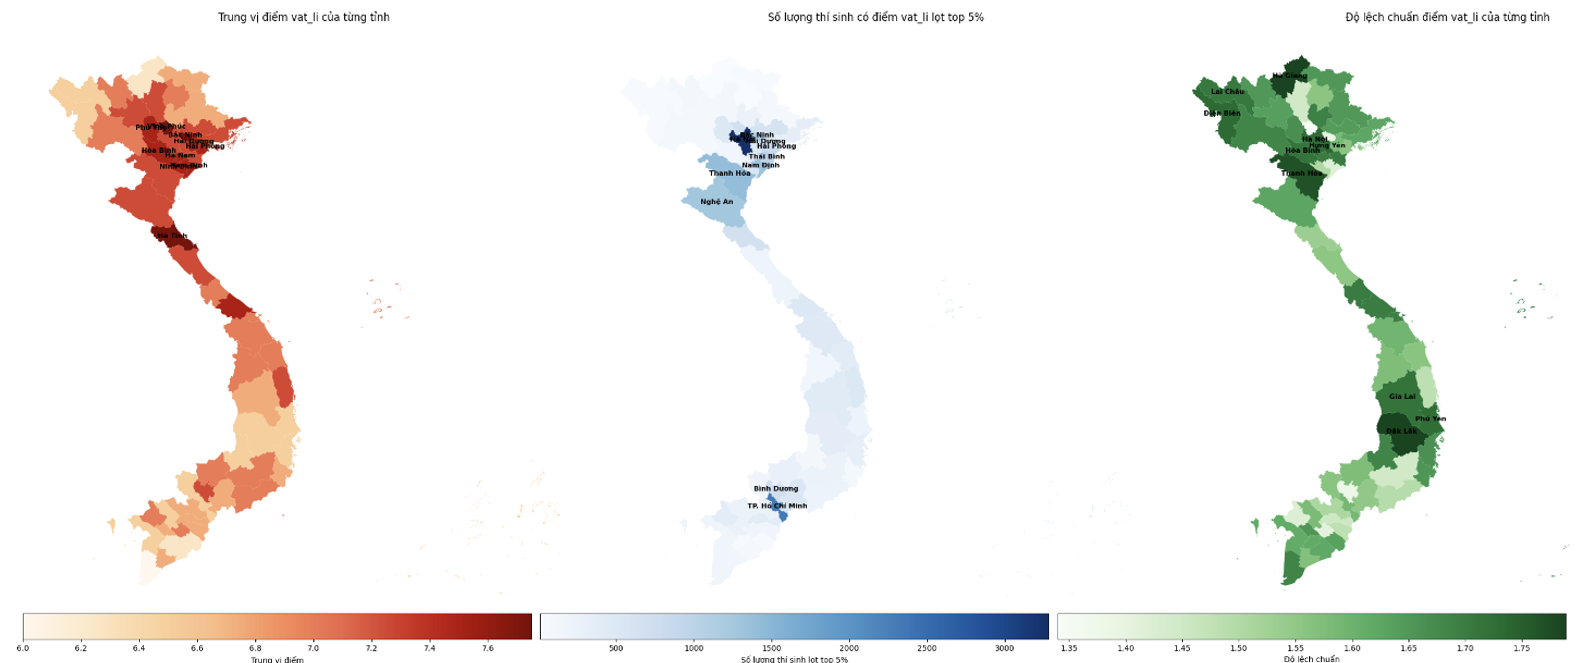 Trung vị điểm vat_li của từng tỉnh
Số lượng thí sinh có điểm vat_li lọt top 5%
Độ lệch chuẩn điểm vat_li của từng tỉnh
Bắc Ninh
Hải Dương
Hải Phòng
Hòa Bình
Hà Nam
Hà Tĩnh
Bắc Ninh
Hải Dương
Hải Phòng
Thái Bình
Nam Định
Thanh Hóa
Nghệ An
Bình Dương
TP. Hồ Chí Minh
Hà Giang
Lai Châu
Điện Biên
Hà Nội
Hưng Yên
Hòa Bình
Thanh Hóa
Gia Lai
Phú Yên
Đắk Lắk
6.0 6.2 6.4 6.6 6.8 7.0 7.2 7.4 7.6
Trung vị điểm
500 1000 1500 2000 2500 3000
Số lượng thí sinh lọt top 5%
1.35 1.40 1.45 1.50 1.55 1.60 1.65 1.70 1.75
Độ lệch chuẩn